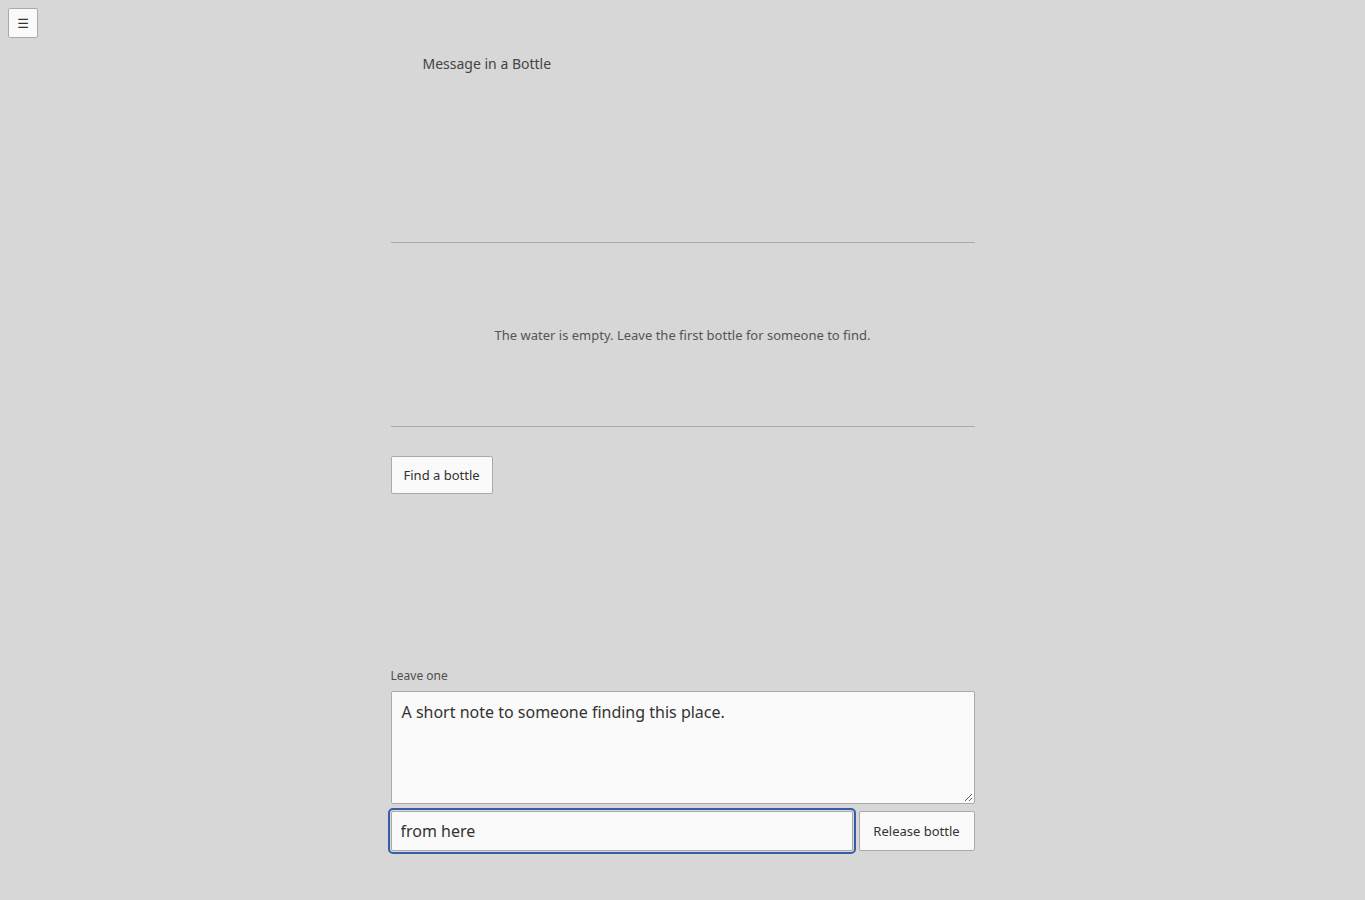 ☰
Message in a Bottle
The water is empty. Leave the first bottle for someone to find.
Find a bottle
Leave one
A short note to someone finding this place.
from here
Release bottle